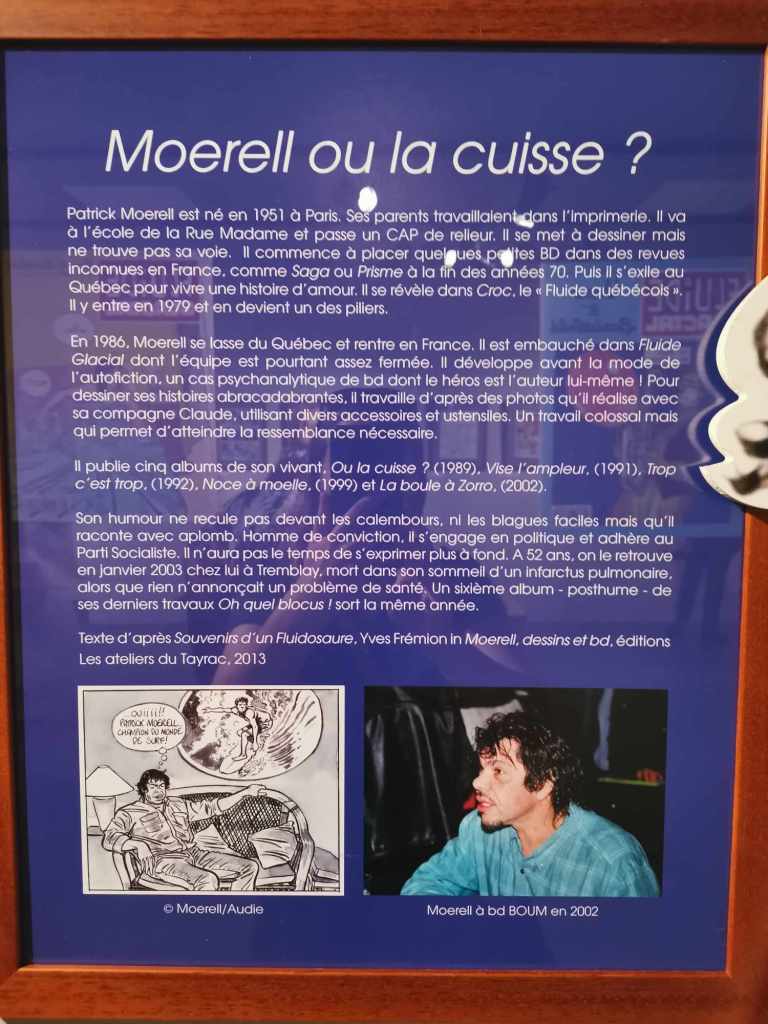 Moerell ou la cuisse ?
Patrick Moerell est né en 1951 à Paris. Ses parents travaillaient dans l'imprimerie. Il va
à l'école de la Rue Madame et passe un CAP de relieur. Il se met à dessiner mais
ne trouve pas sa voie. Il commence à placer quelques petites BD dans des revues
inconnues en France, comme Saga ou Prisme à la fin des années 70. Puis il s'exile au
Québec pour vivre une histoire d'amour. Il se révèle dans Croc, le « Fluide québécois ».
Il y entre en 1979 et en devient un des piliers.
En 1986, Moerell se lasse du Québec et rentre en France. Il est embauché dans Fluide
Glacial dont l'équipe est pourtant assez fermée. Il développe avant la mode de
l'autofiction, un cas psychanalytique de bd dont le héros est l'auteur lui-même ! Pour
dessiner ses histoires abracadabrantes, il travaille d'après des photos qu'il réalise avec
sa compagne Claude, utilisant divers accessoires et ustensiles. Un travail colossal mais
qui permet d'atteindre la ressemblance nécessaire.
Il publie cinq albums de son vivant, Ou la cuisse ? (1989), Vise l'ampleur, (1991), Trop
c'est trop, (1992), Noce à moelle, (1999) et La boule à Zorro, (2002).
Son humour ne recule pas devant les calembours, ni les blagues faciles mais qu'il
raconte avec aplomb. Homme de conviction, il s'engage en politique et adhère au
Parti Socialiste. Il n'aura pas le temps de s'exprimer plus à fond. A 52 ans, on le retrouve
en janvier 2003 chez lui à Tremblay, mort dans son sommeil d'un infarctus pulmonaire,
alors que rien n'annonçait un problème de santé. Un sixième album - posthume - de
ses derniers travaux Oh quel blocus ! sort la même année.
Texte d'après Souvenirs d'un Fluidosaure, Yves Frémion in Moerell, dessins et bd, éditions
Les ateliers du Tayrac, 2013
...OUIIII!!
PATRICK MOERELL
CHAMPION DU MONDE
DE SURF!
© Moerell/Audie
Moerell à bd BOUM en 2002